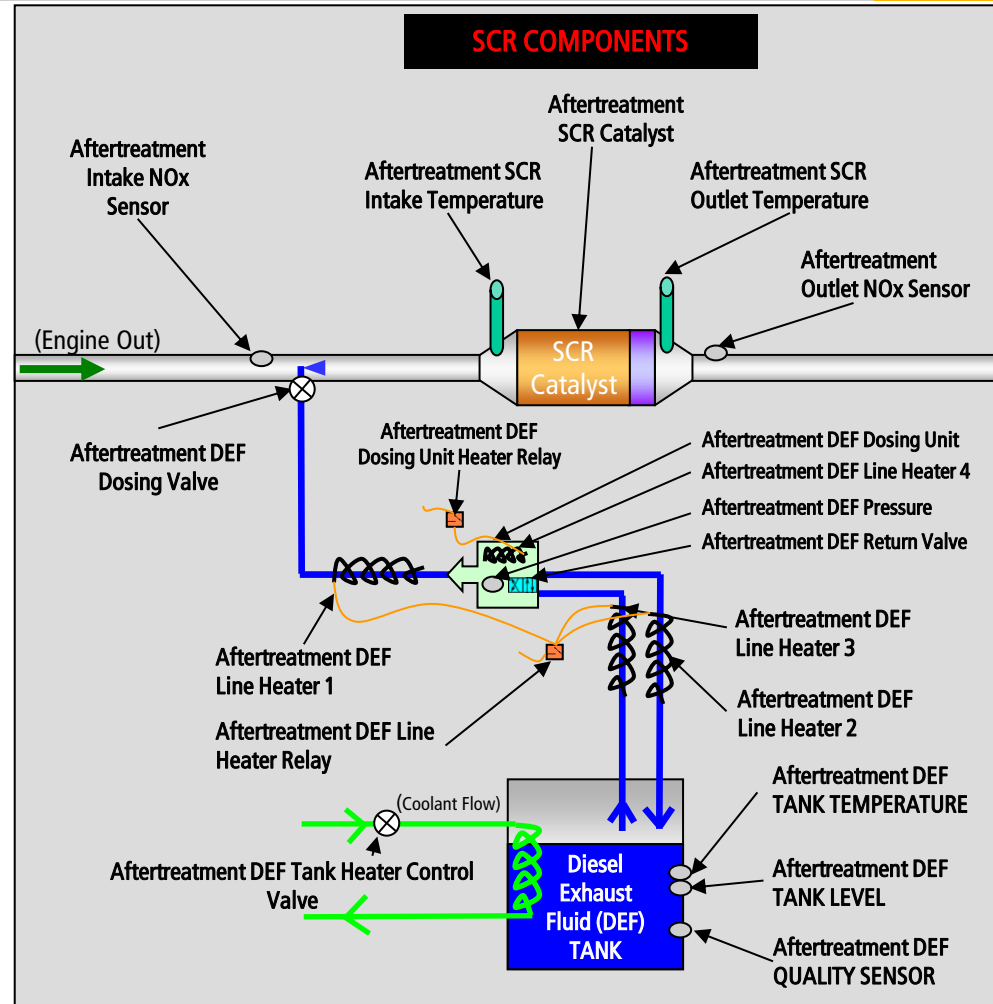 SCR COMPONENTS
Aftertreatment
SCR Catalyst
Aftertreatment
Intake NOx
Sensor
Aftertreatment SCR
Intake Temperature
Aftertreatment SCR
Outlet Temperature
Aftertreatment
Outlet NOx Sensor
(Engine Out)
SCR
Catalyst
Aftertreatment DEF
Dosing Valve
Aftertreatment DEF
Dosing Unit Heater Relay
Aftertreatment DEF Dosing Unit
Aftertreatment DEF Line Heater 4
Aftertreatment DEF Pressure
Aftertreatment DEF Return Valve
Aftertreatment DEF
Line Heater 3
Aftertreatment DEF
Line Heater 1
Aftertreatment DEF
Line Heater 2
Aftertreatment DEF Line
Heater Relay
Aftertreatment DEF
TANK TEMPERATURE
(Coolant Flow)
Aftertreatment DEF Tank Heater Control
Valve
Diesel
Exhaust
Fluid (DEF)
TANK
Aftertreatment DEF
TANK LEVEL
Aftertreatment DEF
QUALITY SENSOR